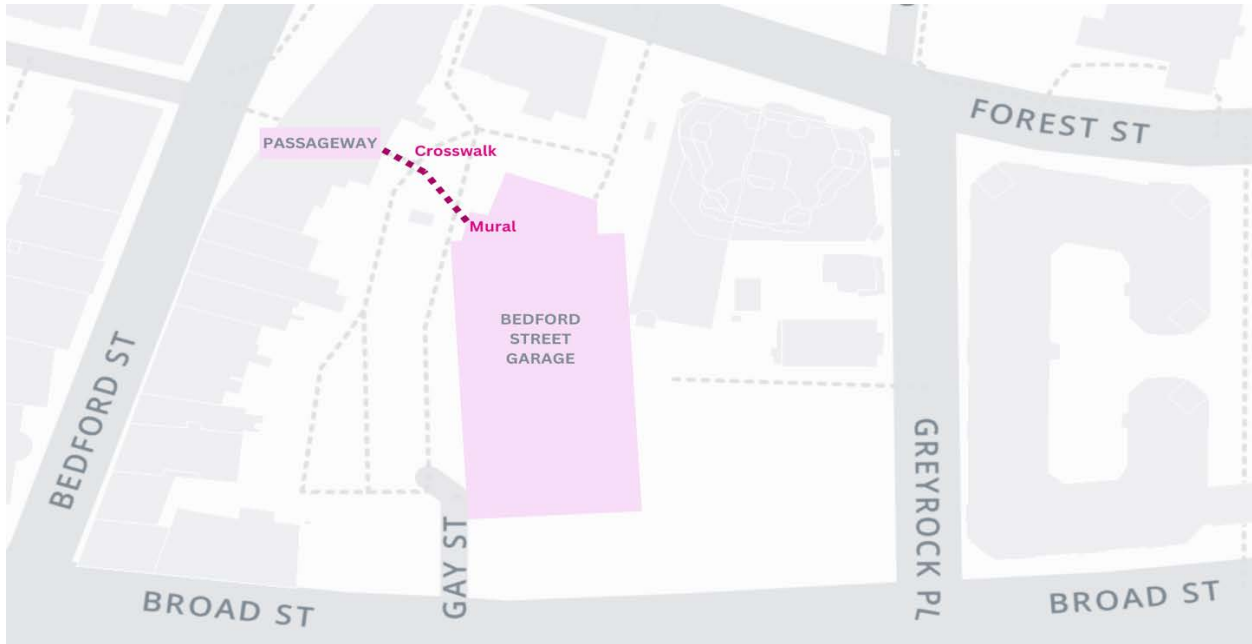 FOREST ST
PASSAGEWAY
Crosswalk
Mural
BEDFORD
STREET
GARAGE
BEDFORD ST
GREYROCK PL
GAY ST
BROAD ST
BROAD ST